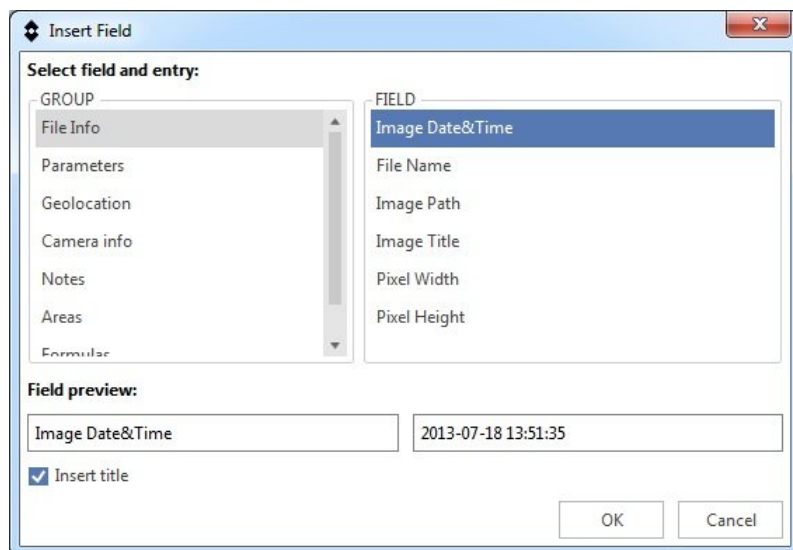 Insert Field
Select field and entry:
GROUP
File Info
Parameters
Geolocation
Camera info
Notes
Areas
Formulas
FIELD
Image Date&Time
File Name
Image Path
Image Title
Pixel Width
Pixel Height
Field preview:
Image Date&Time
2013-07-18 13:51:35
Insert title
OK
Cancel